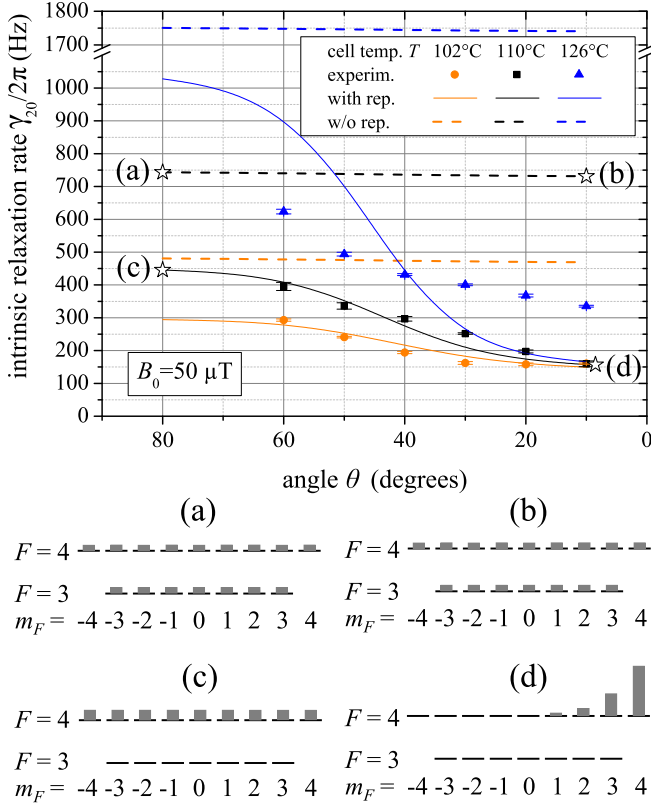 intrinsic relaxation rate γ20/2π (Hz)
1800
1700
1000
900
800
700
600
500
400
300
200
100
0
cell temp. T 102°C 110°C 126°C
experim.
with rep.
w/o rep.
(a)
(b)
(c)
(d)
B0=50 µT
80 60 40 20 0
angle θ (degrees)
(a) (b)
F = 4 F = 4
F = 3 F = 3
mF = -4 -3 -2 -1 0 1 2 3 4 mF = -4 -3 -2 -1 0 1 2 3 4
(c) (d)
F = 4 F = 4
F = 3 F = 3
mF = -4 -3 -2 -1 0 1 2 3 4 mF = -4 -3 -2 -1 0 1 2 3 4